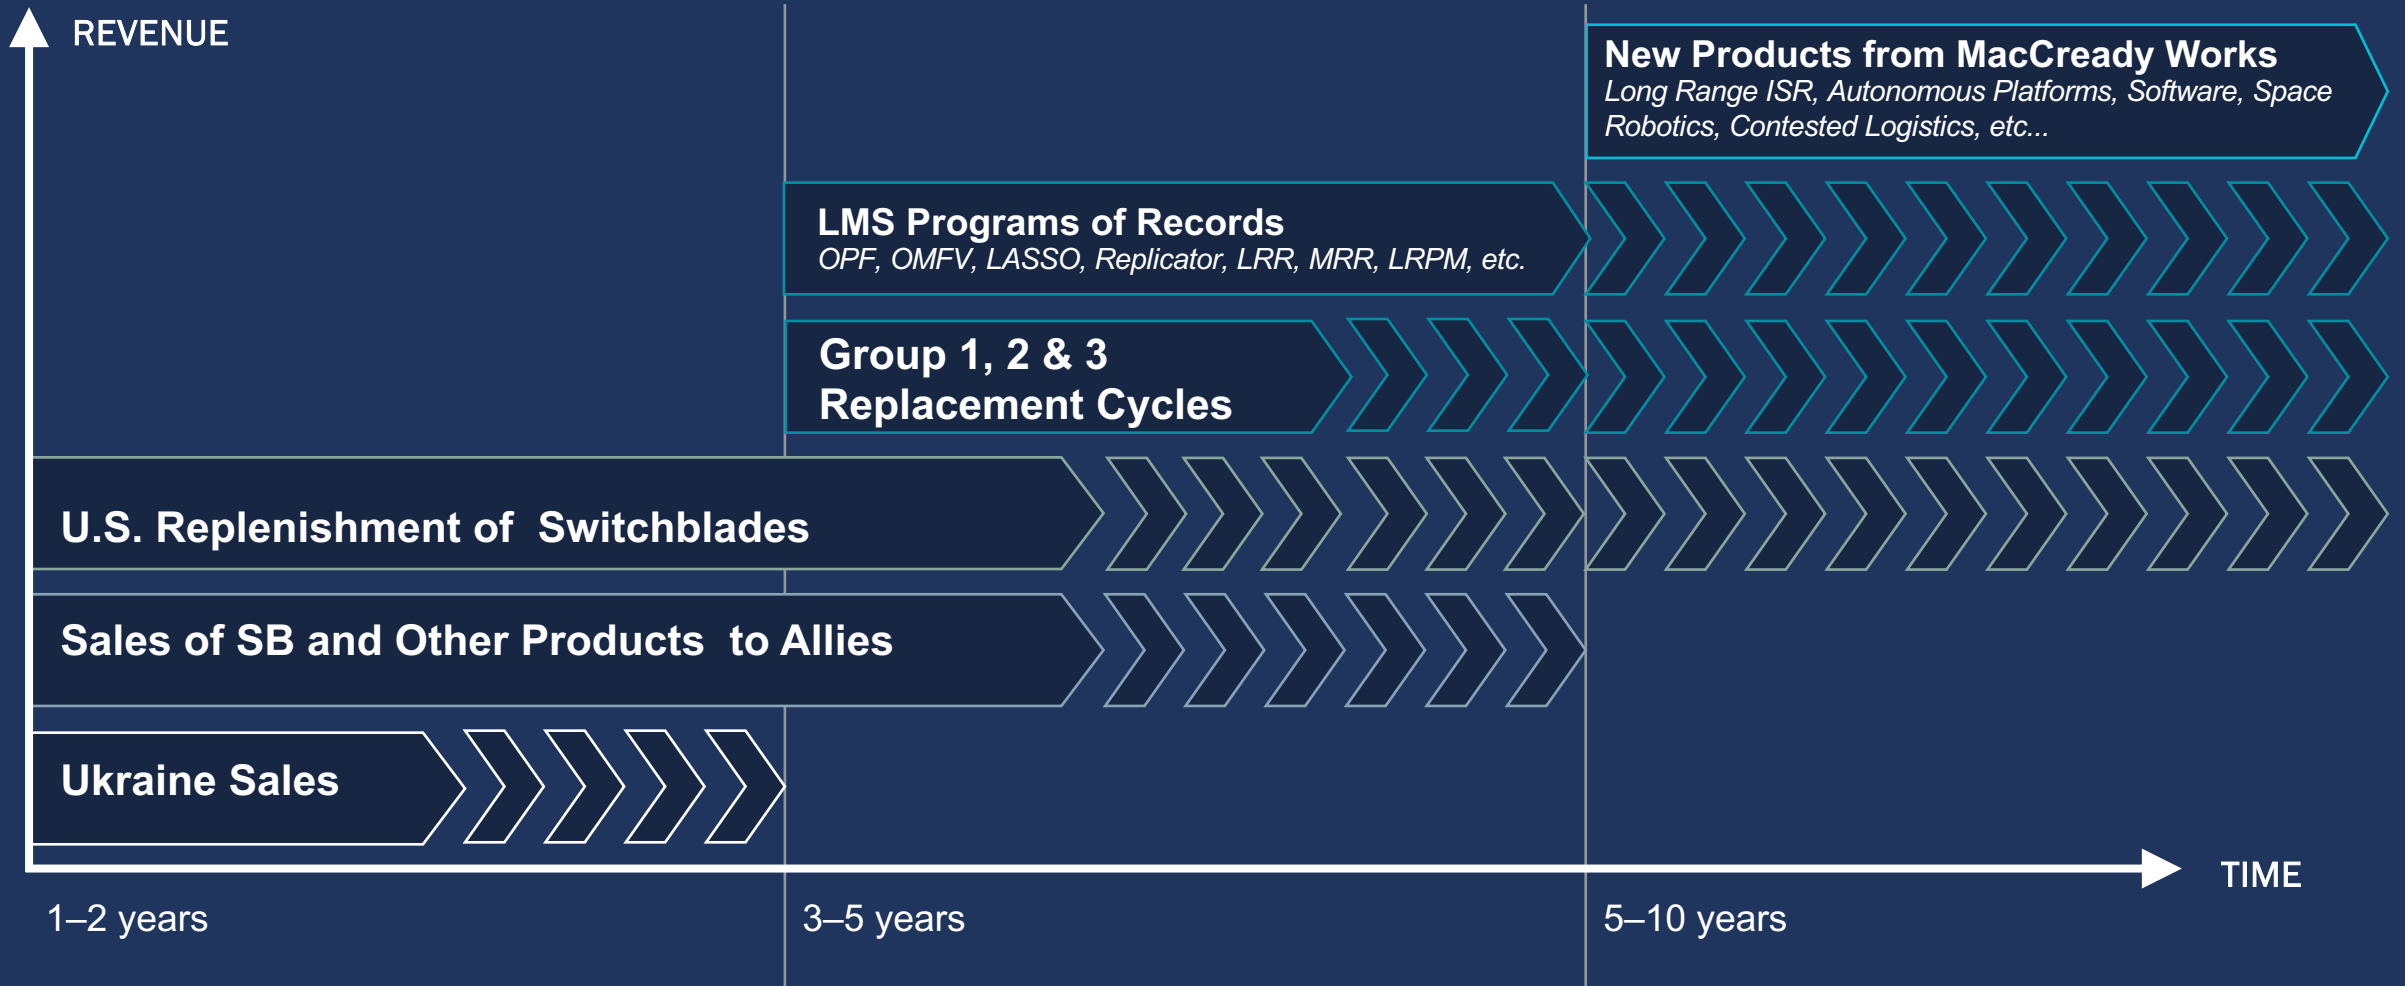 REVENUE
New Products from MacCready Works
Long Range ISR, Autonomous Platforms, Software, Space
Robotics, Contested Logistics, etc...
LMS Programs of Records
OPF, OMFV, LASSO, Replicator, LRR, MRR, LRPM, etc.
Group 1, 2 & 3
Replacement Cycles
U.S. Replenishment of Switchblades
Sales of SB and Other Products to Allies
Ukraine Sales
TIME
1–2 years
3–5 years
5–10 years